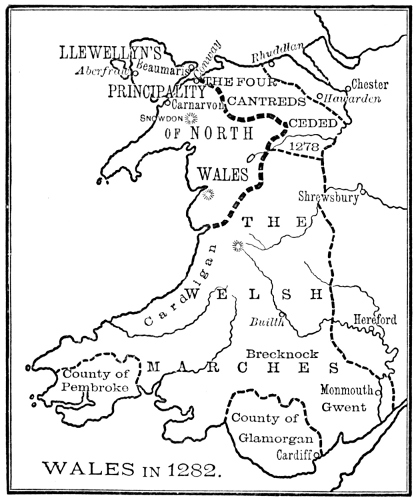 LLEWELLYN'S
PRINCIPALITY
OF NORTH
WALES
Aberfrau
Beaumaris
Conway
Rhuddlan
Chester
Hawarden
THE FOUR
CANTREDS
CEDED
1278
Carnarvon
SNOWDON
Shrewsbury
THE
WELSH
MARCHES
Cardigan
Builth
Hereford
Brecknock
County of
Pembroke
Monmouth
Gwent
County of
Glamorgan
Cardiff
WALES IN 1282.